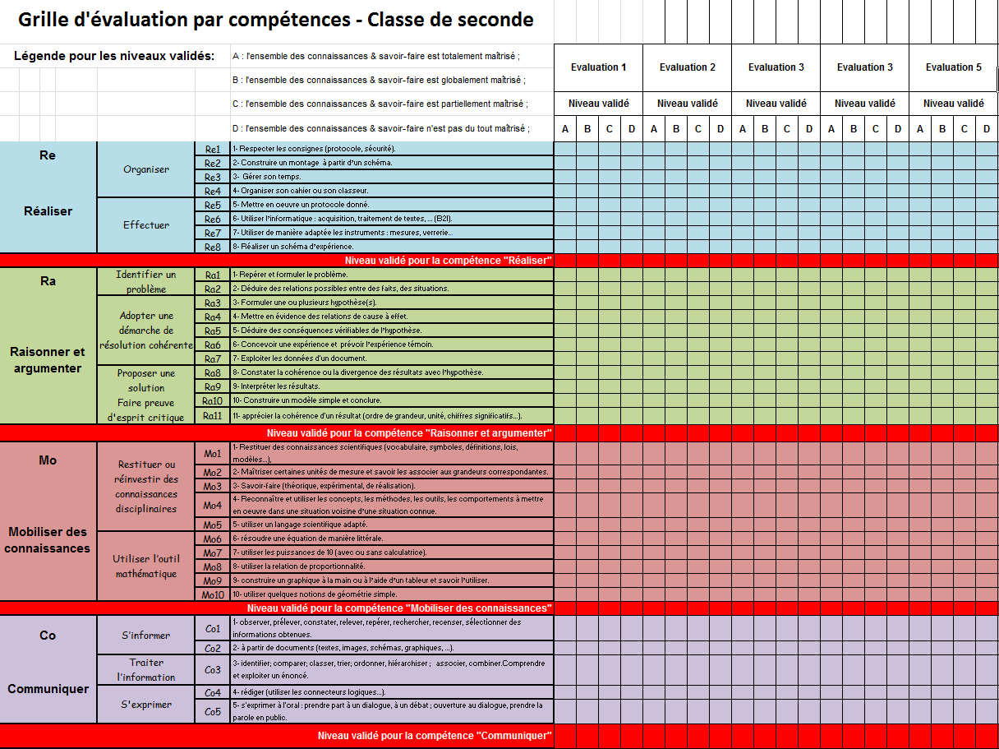 Grille d'évaluation par compétences - Classe de seconde
Légende pour les niveaux validés:
A : l'ensemble des connaissances & savoir-faire est totalement maîtrisé ;
B : l'ensemble des connaissances & savoir-faire est globalement maîtrisé ;
C : l'ensemble des connaissances & savoir-faire est partiellement maîtrisé ;
D : l'ensemble des connaissances & savoir-faire n'est pas du tout maîtrisé ;
Evaluation 1 Evaluation 2 Evaluation 3 Evaluation 3 Evaluation 5
Niveau validé Niveau validé Niveau validé Niveau validé Niveau validé
A B C D A B C D A B C D A B C D A B C D
Re
Réaliser
Organiser
Re1 1- Respecter les consignes (protocole, sécurité).
Re2 2- Construire un montage à partir d'un schéma.
Re3 3- Gérer son temps.
Re4 4- Organiser son cahier ou son classeur.
Effectuer
Re5 5- Mettre en oeuvre un protocole donné.
Re6 6- Utiliser l'informatique : acquisition, traitement de textes, ... (B2I).
Re7 7- Utiliser de manière adaptée les instruments : mesures, verrerie...
Re8 8- Réaliser un schéma d'expérience.
Niveau validé pour la compétence "Réaliser"
Ra
Raisonner et
argumenter
Identifier un
problème
Ra1 1- Repérer et formuler le problème.
Ra2 2- Déduire des relations possibles entre des faits, des situations.
Adopter une
démarche de
résolution cohérente
Ra3 3- Formuler une ou plusieurs hypothèse(s).
Ra4 4- Mettre en évidence des relations de cause à effet.
Ra5 5- Déduire des conséquences vérifiables de l'hypothèse.
Ra6 6- Concevoir une expérience et prévoir l'expérience témoin.
Ra7 7- Exploiter les données d'un document.
Proposer une
solution
Faire preuve
d'esprit critique
Ra8 8- Constater la cohérence ou la divergence des résultats avec l'hypothèse.
Ra9 9- Interpréter les résultats.
Ra10 10- Construire un modèle simple et conclure.
Ra11 11- apprécier la cohérence d'un résultat (ordre de grandeur, unité, chiffres significatifs...).
Niveau validé pour la compétence "Raisonner et argumenter"
Mo
Mobiliser des
connaissances
Restituer ou
réinvestir des
connaissances
disciplinaires
Mo1 1- Restituer des connaissances scientifiques (vocabulaire, symboles, définitions, lois,
modèles...),
Mo2 2- Maîtriser certaines unités de mesure et savoir les associer aux grandeurs correspondantes.
Mo3 3- Savoir-faire (théorique, expérimental, de réalisation).
Mo4 4- Reconnaître et utiliser les concepts, les méthodes, les outils, les comportements à mettre
en oeuvre dans une situation voisine d'une situation connue.
Mo5 5- utiliser un langage scientifique adapté.
Utiliser l'outil
mathématique
Mo6 6- résoudre une équation de manière littérale.
Mo7 7- utiliser les puissances de 10 (avec ou sans calculatrice).
Mo8 8- utiliser la relation de proportionnalité.
Mo9 9- construire un graphique à la main ou à l'aide d'un tableur et savoir l'utiliser.
Mo10 10- utiliser quelques notions de géométrie simple.
Niveau validé pour la compétence "Mobiliser des connaissances"
Co
Communiquer
S'informer
Co1 1- observer, prélever, constater, relever, repérer, rechercher, recenser, sélectionner des
informations obtenues.
Co2 2- à partir de documents (textes, images, schémas, graphiques, ...).
Traiter
l'information
Co3 3- identifier; comparer; classer, trier; ordonner, hiérarchiser ; associer, combiner.Comprendre
et exploiter un énoncé.
S'exprimer
Co4 4- rédiger (utiliser les connecteurs logiques...).
Co5 5- s'exprimer à l'oral : prendre part à un dialogue, à un débat ; ouverture au dialogue, prendre la
parole en public.
Niveau validé pour la compétence "Communiquer"